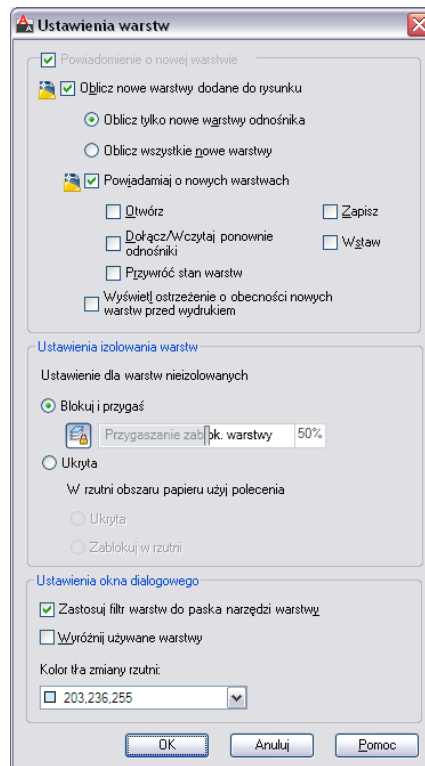 Ustawienia warstw
Powiadomienie o nowej warstwie
Oblicz nowe warstwy dodane do rysunku
Oblicz tylko nowe warstwy odnośnika
Oblicz wszystkie nowe warstwy
Powiadamiaj o nowych warstwach
Otwórz
Zapisz
Dołącz/Wczytaj ponownie
odnośniki
Wstaw
Przywróć stan warstw
Wyświetl ostrzeżenie o obecności nowych
warstw przed wydrukiem
Ustawienia izolowania warstw
Ustawienie dla warstw nieizolowanych
Blokuj i przygaś
Przygaszanie zablok. warstwy 50%
Ukryta
W rzutni obszaru papieru użyj polecenia
Ukryta
Zablokuj w rzutni
Ustawienia okna dialogowego
Zastosuj filtr warstw do paska narzędzi warstwy
Wyróżnij używane warstwy
Kolor tła zmiany rzutni:
203,236,255
OK Anuluj Pomoc